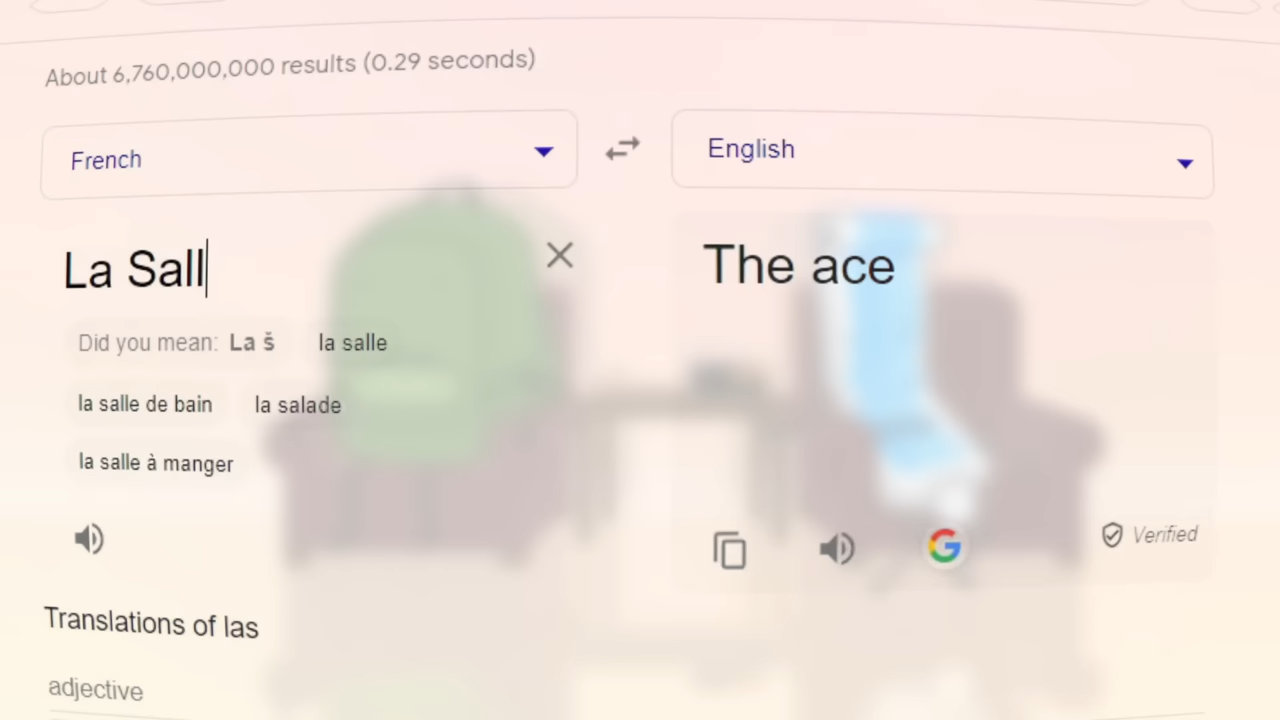 About 6,760,000,000 results (0.29 seconds)
French
English
La Sall
The ace
Did you mean: La š la salle
la salle de bain la salade
la salle à manger
Verified
Translations of las
adjective